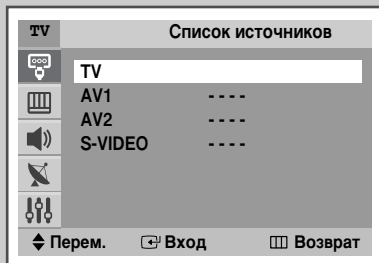 TV Список источников
TV
AV1 - - - -
AV2 - - - -
S-VIDEO - - - -
Перем. Вход Возврат